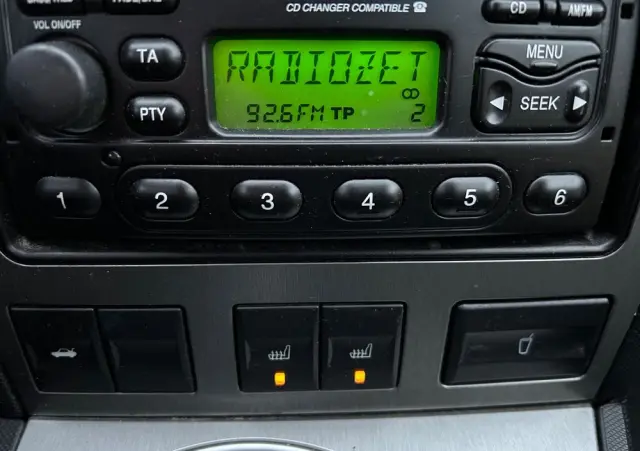 CD CHANGER COMPATIBLE
VOL ON/OFF
TA
PTY
RADIOZET
92.6FM TP 2
CD
AM/FM
MENU
SEEK
1 2 3 4 5 6